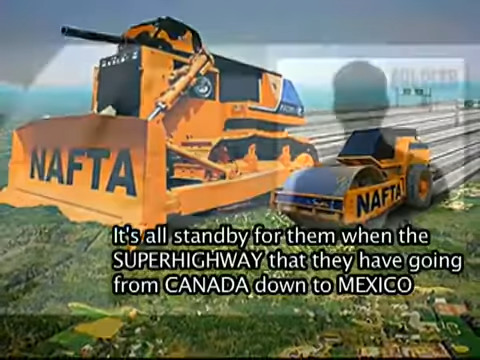 NAFTA
NAFTA
It's all standby for them when the
SUPERHIGHWAY that they have going
from CANADA down to MEXICO